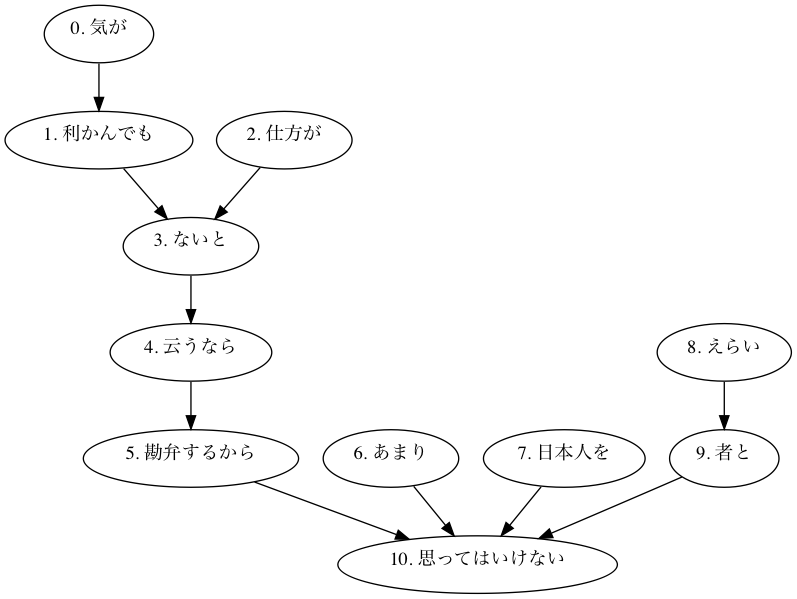 0. 気が
1. 利かんでも
2. 仕方が
3. ないと
4. 云うなら
8. えらい
5. 勘弁するから
6. あまり
7. 日本人を
9. 者と
10. 思ってはいけない